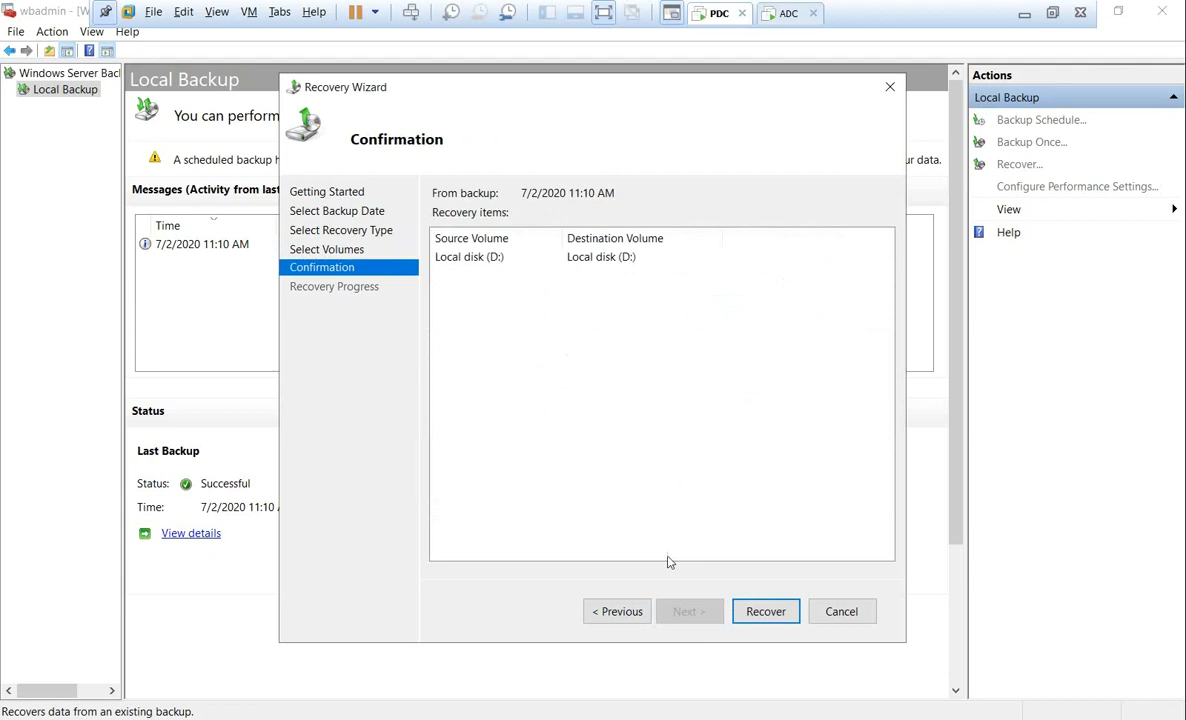 wbadmin - [W
File Edit View VM Tabs Help
PDC
ADC
File Action View Help
Windows Server Bac
Local Backup
Local Backup
You can perform
A scheduled backup h
ur data.
Messages (Activity from last
Time
7/2/2020 11:10 AM
Status
Last Backup
Status: Successful
Time: 7/2/2020 11:10
View details
Recovery Wizard
Confirmation
Getting Started
Select Backup Date
Select Recovery Type
Select Volumes
Confirmation
Recovery Progress
From backup: 7/2/2020 11:10 AM
Recovery items:
Source Volume Destination Volume
Local disk (D:) Local disk (D:)
< Previous Next > Recover Cancel
Actions
Local Backup
Backup Schedule...
Backup Once...
Recover...
Configure Performance Settings...
View
Help
Recovers data from an existing backup.